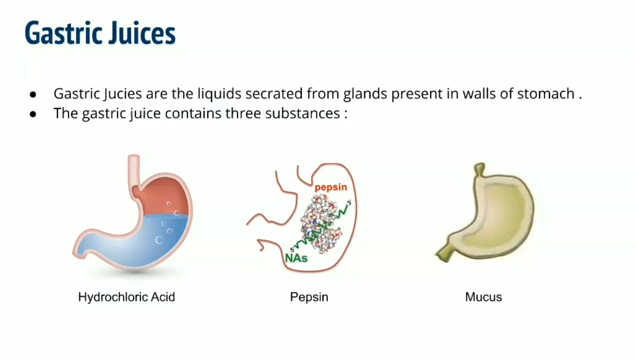 Gastric Juices
● Gastric Jucies are the liquids secrated from glands present in walls of stomach .
● The gastric juice contains three substances :
pepsin
NAs
Hydrochloric Acid
Pepsin
Mucus